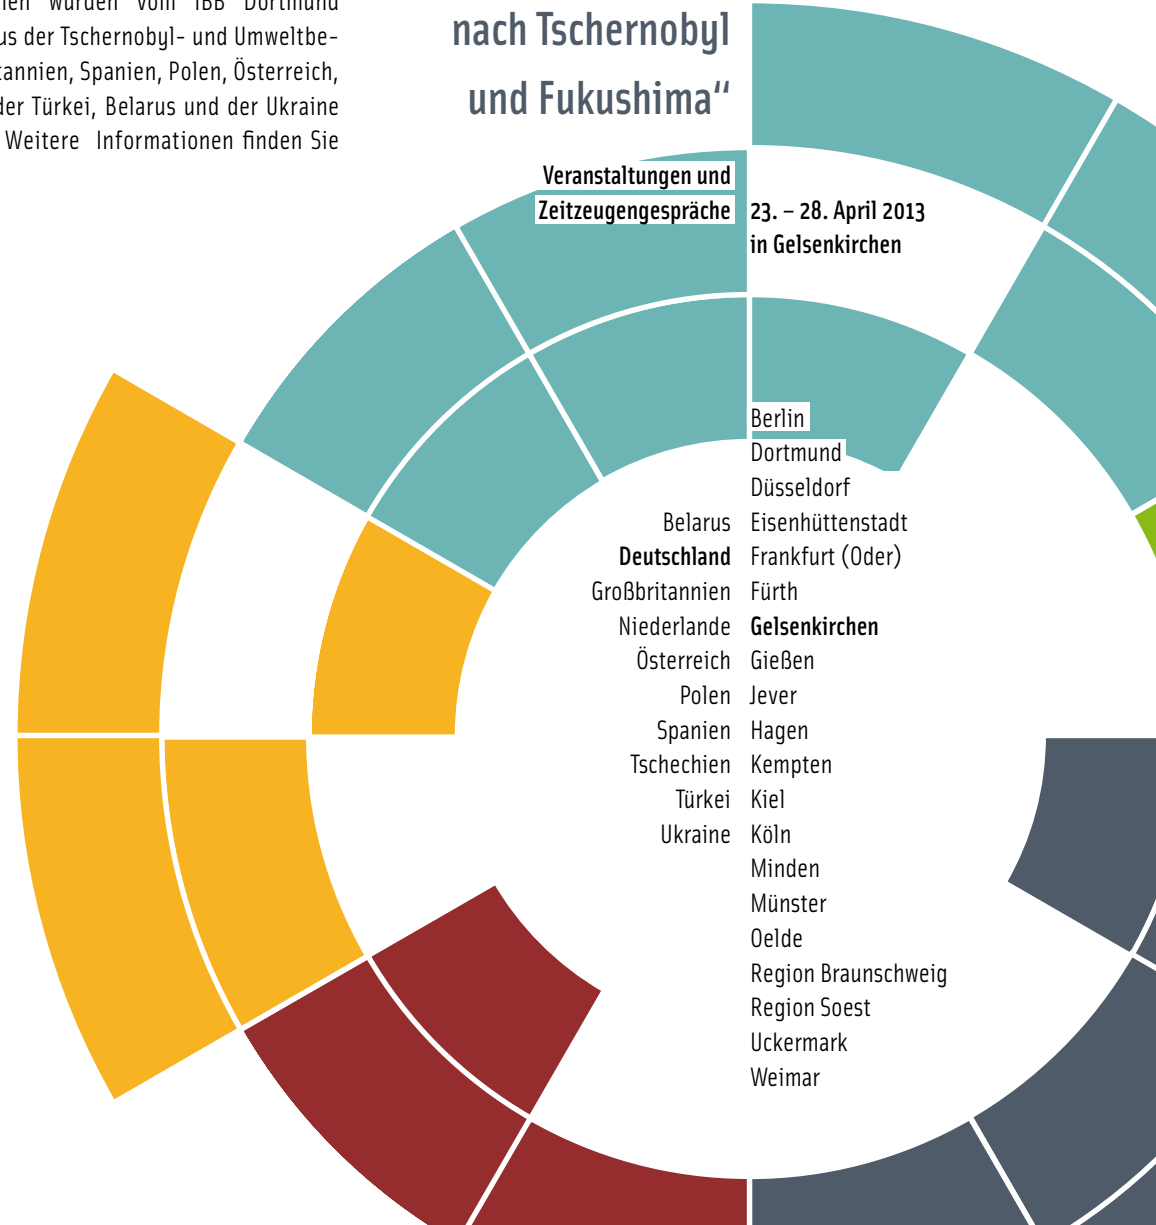 wurden vom IBB Dortmund
der Tschernobyl- und Umweltbe-
Spanien, Polen, Österreich,
der Türkei, Belarus und der Ukraine
Weitere Informationen finden Sie
nach Tschernobyl
und Fukushima“
Veranstaltungen und
Zeitzeugengespräche
23. – 28. April 2013
in Gelsenkirchen
Belarus
Deutschland
Großbritannien
Niederlande
Österreich
Polen
Spanien
Tschechien
Türkei
Ukraine
Berlin
Dortmund
Düsseldorf
Eisenhüttenstadt
Frankfurt (Oder)
Fürth
Gelsenkirchen
Gießen
Jever
Hagen
Kempten
Kiel
Köln
Minden
Münster
Oelde
Region Braunschweig
Region Soest
Uckermark
Weimar